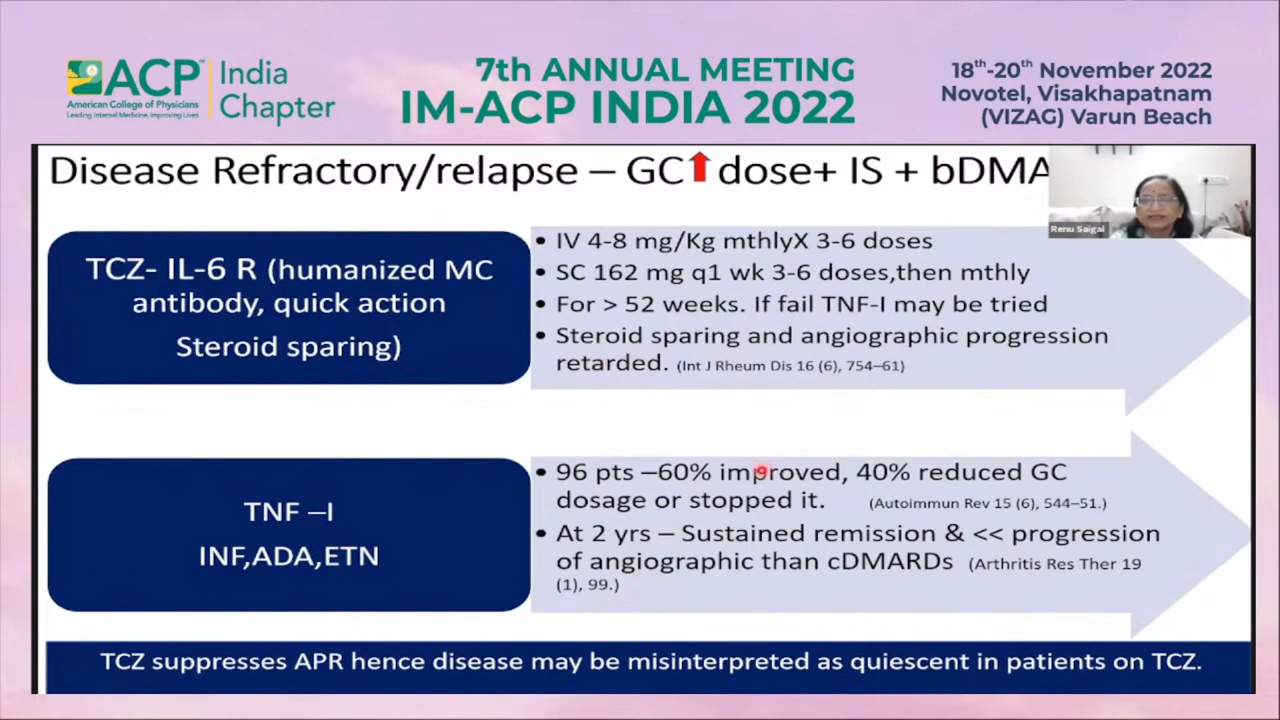 ACP™
American College of Physicians
Leading Internal Medicine, Improving Lives
India
Chapter
7th ANNUAL MEETING
IM-ACP INDIA 2022
18th-20th November 2022
Novotel, Visakhapatnam
(VIZAG) Varun Beach
Disease Refractory/relapse – GC dose+ IS + bDMA
Renu Saigal
TCZ- IL-6 R (humanized MC
antibody, quick action
Steroid sparing)
• IV 4-8 mg/Kg mthlyX 3-6 doses
• SC 162 mg q1 wk 3-6 doses,then mthly
• For > 52 weeks. If fail TNF-I may be tried
• Steroid sparing and angiographic progression
retarded. (Int J Rheum Dis 16 (6), 754–61)
TNF –I
INF,ADA,ETN
• 96 pts –60% improved, 40% reduced GC
dosage or stopped it. (Autoimmun Rev 15 (6), 544–51.)
• At 2 yrs – Sustained remission & << progression
of angiographic than cDMARDs (Arthritis Res Ther 19
(1), 99.)
TCZ suppresses APR hence disease may be misinterpreted as quiescent in patients on TCZ.